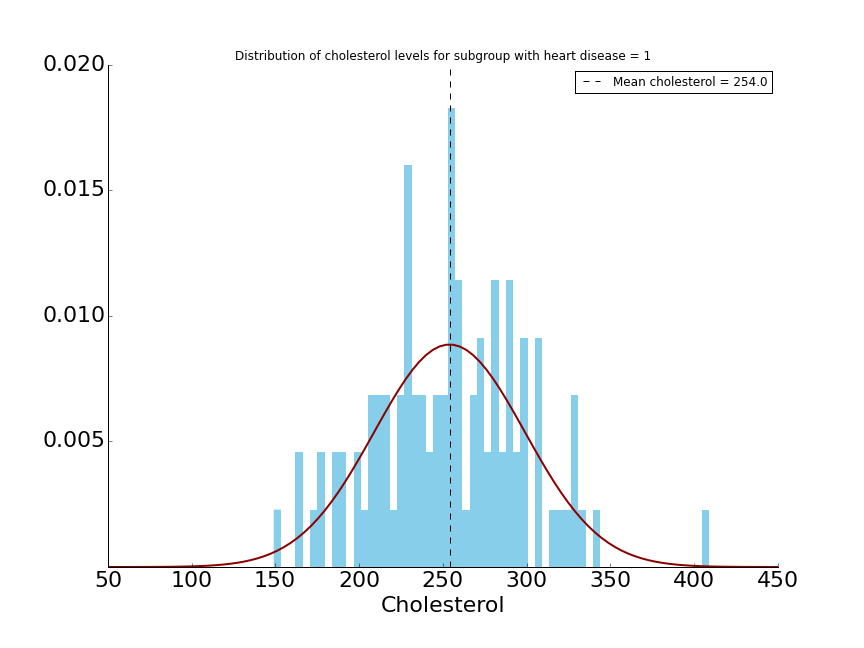 Distribution of cholesterol levels for subgroup with heart disease = 1
Mean cholesterol = 254.0
0.020
0.015
0.010
0.005
50 100 150 200 250 300 350 400 450
Cholesterol